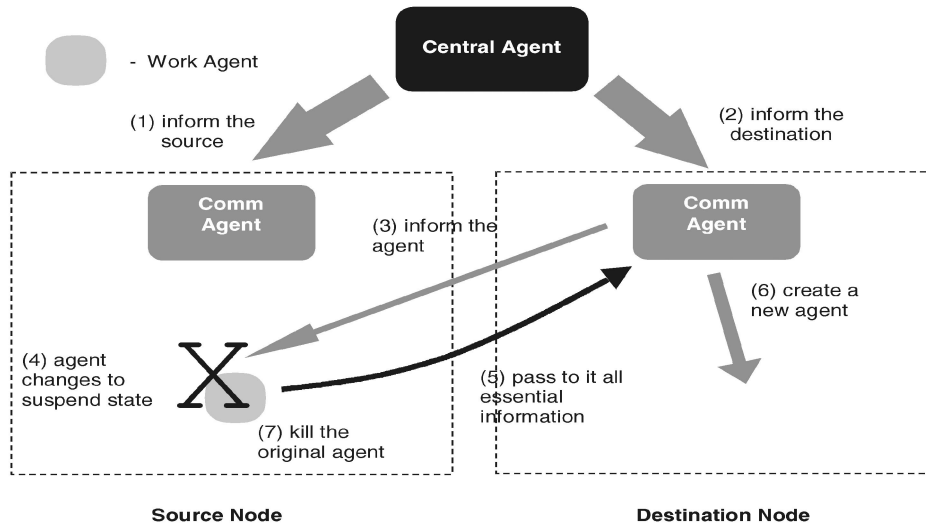 Central Agent
- Work Agent
(1) inform the
source
(2) inform the
destination
Comm
Agent
Comm
Agent
(3) inform the
agent
(6) create a
new agent
(4) agent
changes to
suspend state
X
(5) pass to it all
essential
information
(7) kill the
original agent
Source Node
Destination Node